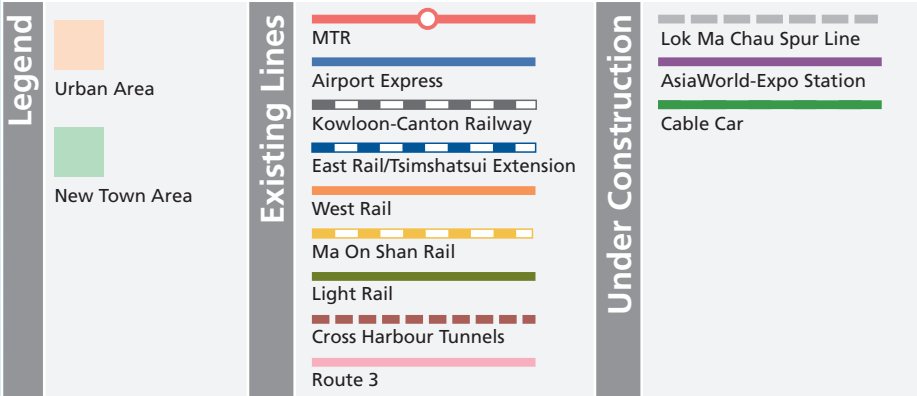 Legend
Urban Area
New Town Area
Existing Lines
MTR
Airport Express
Kowloon-Canton Railway
East Rail/Tsimshatsui Extension
West Rail
Ma On Shan Rail
Light Rail
Cross Harbour Tunnels
Route 3
Under Construction
Lok Ma Chau Spur Line
AsiaWorld-Expo Station
Cable Car